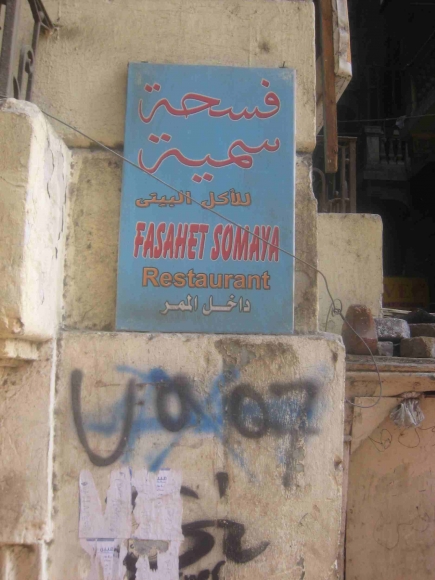 فسحة
سمية
للأكل البيتى
FASAHET SOMAYA
Restaurant
داخل الممر